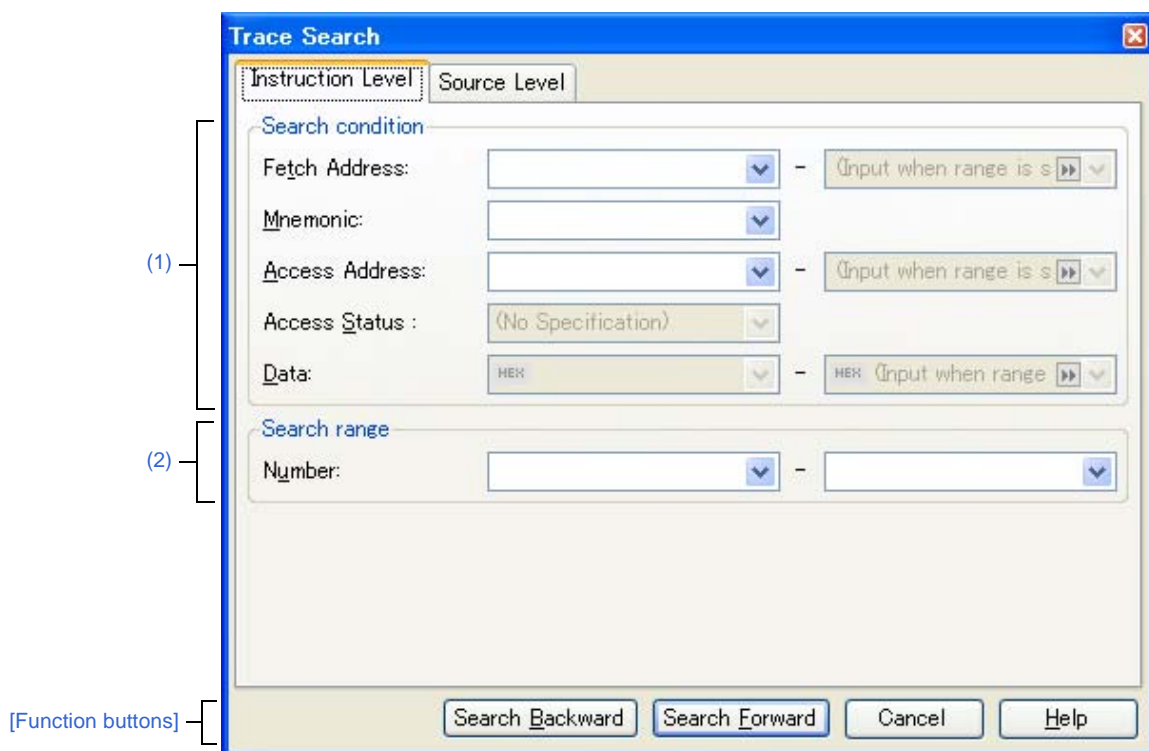 Trace Search
Instruction Level Source Level
Search condition
Fetch Address: - (Input when range is s
Mnemonic:
(1) Access Address: - (Input when range is s
Access Status : (No Specification)
Data: HEX - HEX (Input when range
Search range
(2) Number: -
[Function buttons] Search Backward Search Forward Cancel Help